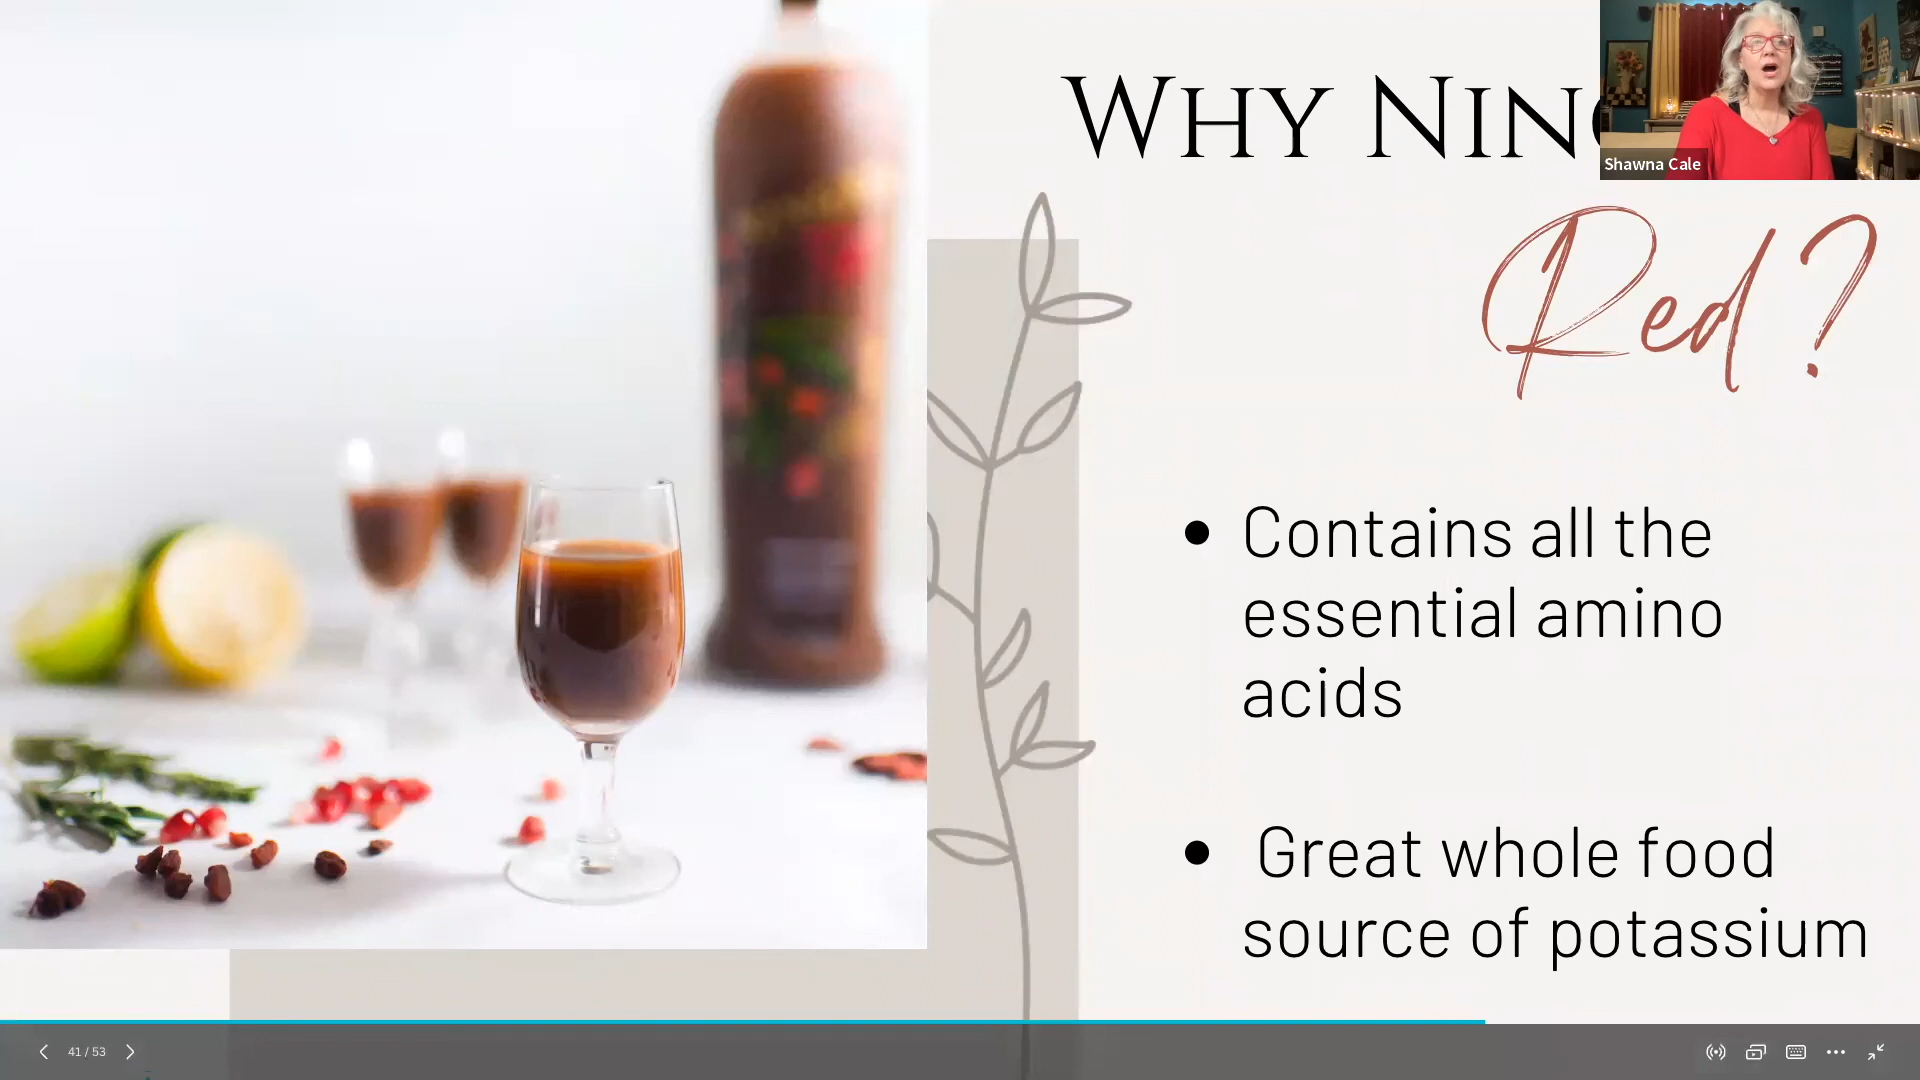 WHY NIN
Red?
Shawna Cale
• Contains all the
essential amino
acids
• Great whole food
source of potassium
41 / 53